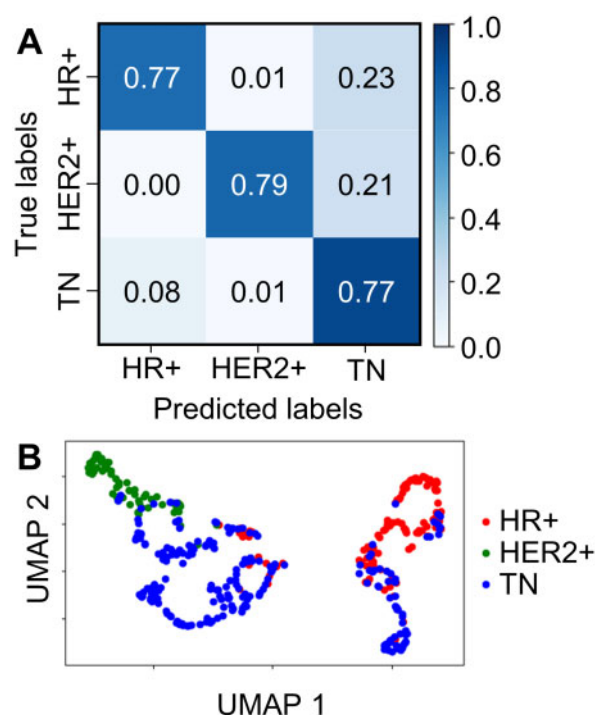 A
True labels
HR+
HER2+
TN
0.77 0.01 0.23
0.00 0.79 0.21
0.08 0.01 0.77
HR+ HER2+ TN
Predicted labels
1.0
0.8
0.6
0.4
0.2
0.0
B
UMAP 2
UMAP 1
HR+
HER2+
TN